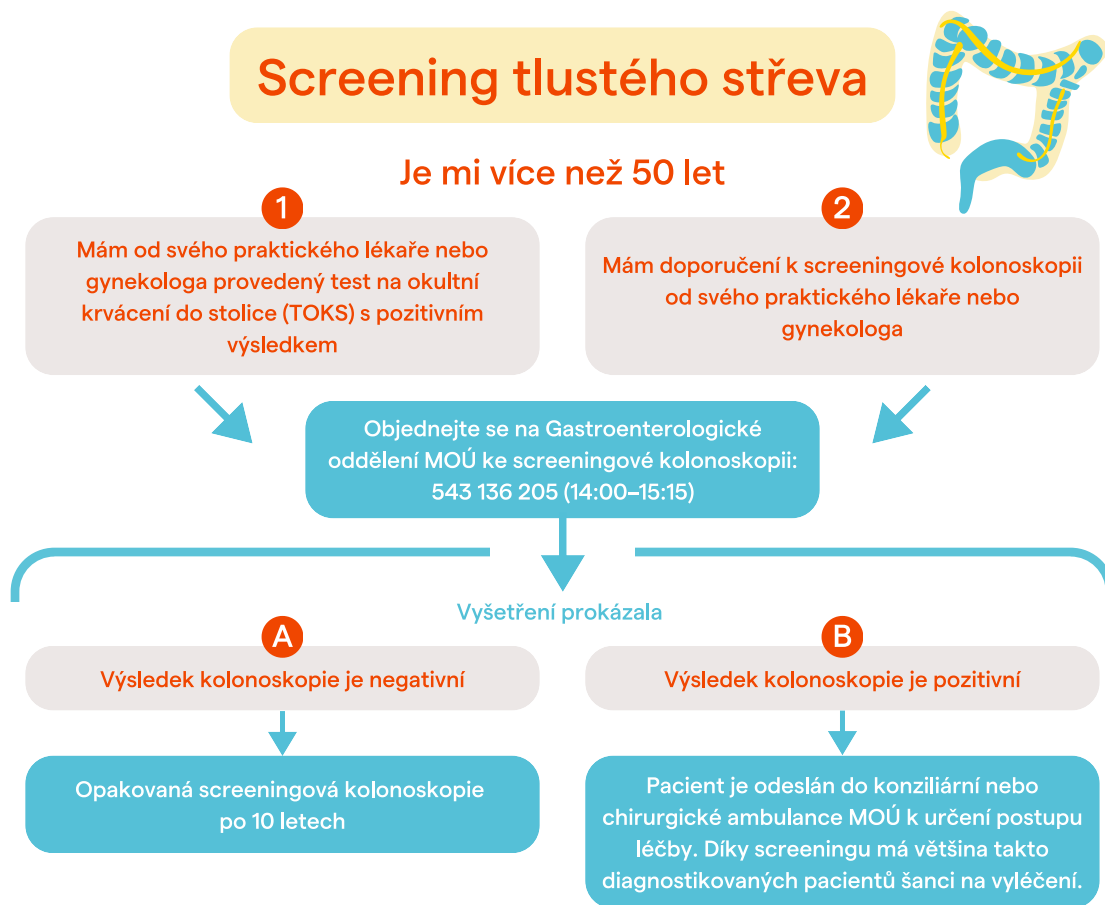 Screening tlustého střeva
Je mi více než 50 let
1
Mám od svého praktického lékaře nebo
gynekologa provedený test na okultní
krvácení do stolice (TOKS) s pozitivním
výsledkem
2
Mám doporučení k screeningové kolonoskopii
od svého praktického lékaře nebo
gynekologa
Objednejte se na Gastroenterologické
oddělení MOÚ ke screeningové kolonoskopii:
543 136 205 (14:00–15:15)
Vyšetření prokázala
A
Výsledek kolonoskopie je negativní
Opakovaná screeningová kolonoskopie
po 10 letech
B
Výsledek kolonoskopie je pozitivní
Pacient je odeslán do konziliární nebo
chirurgické ambulance MOÚ k určení postupu
léčby. Díky screeningu má většina takto
diagnostikovaných pacientů šanci na vyléčení.